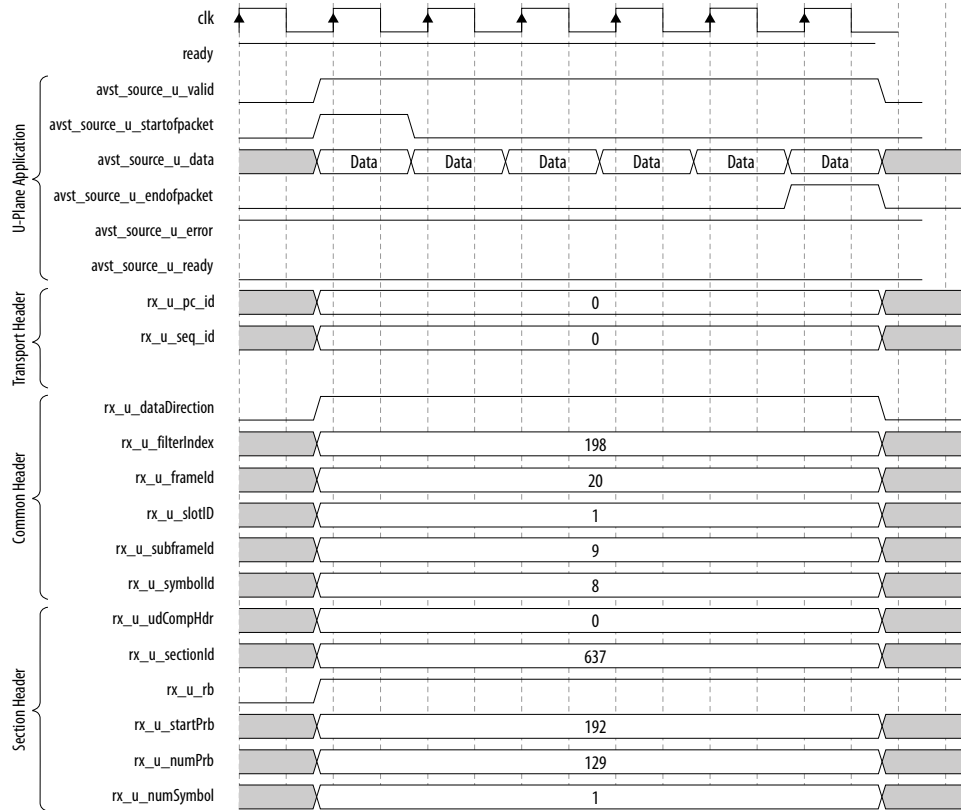 clk
ready
U-Plane Application
avst_source_u_valid
avst_source_u_startofpacket
avst_source_u_data Data Data Data Data Data Data
avst_source_u_endofpacket
avst_source_u_error
avst_source_u_ready
Transport Header
rx_u_pc_id 0
rx_u_seq_id 0
Common Header
rx_u_dataDirection
rx_u_filterIndex 198
rx_u_frameId 20
rx_u_slotID 1
rx_u_subframeId 9
rx_u_symbolId 8
Section Header
rx_u_udCompHdr 0
rx_u_sectionId 637
rx_u_rb
rx_u_startPrb 192
rx_u_numPrb 129
rx_u_numSymbol 1